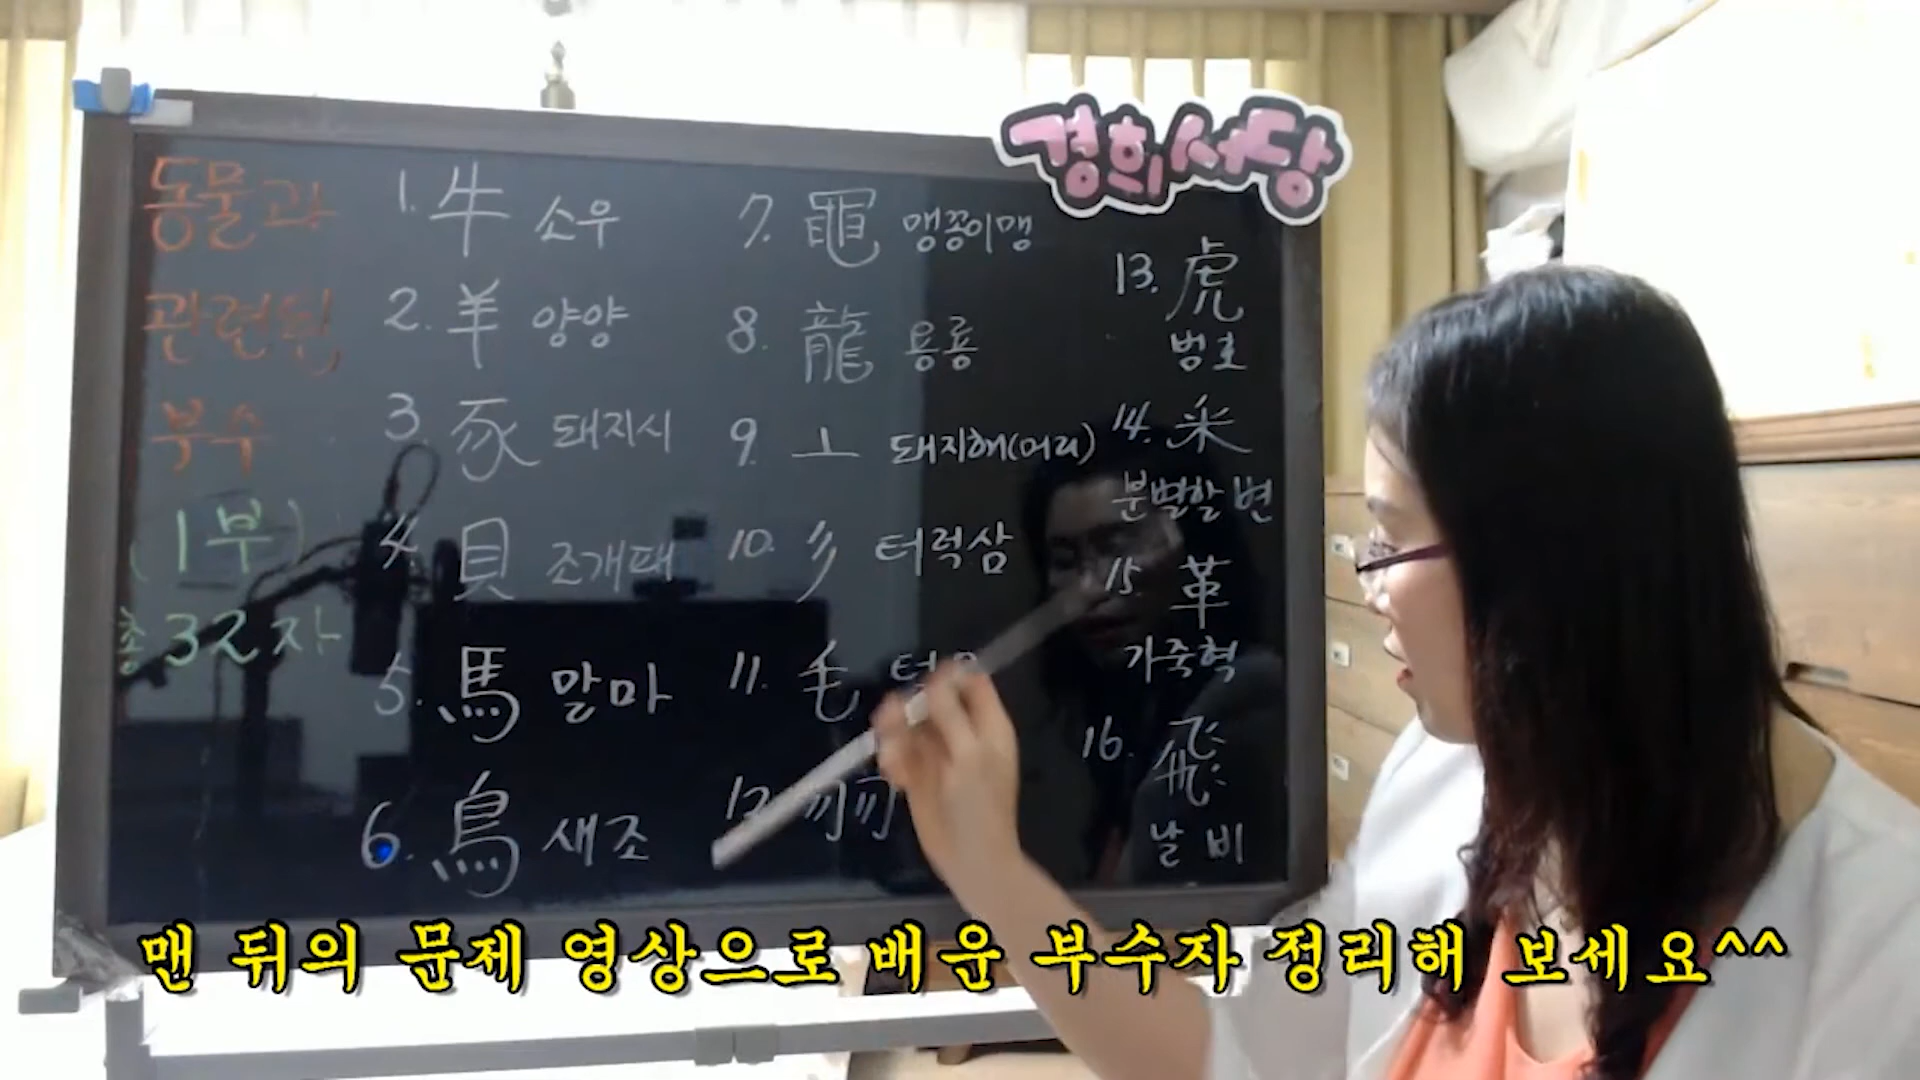 경희서당
동물과
관련된
부수
(1부)
총32자
1. 牛 소우
2. 羊 양양
3. 豕 돼지시
4. 貝 조개패
5. 馬 말마
6. 鳥 새조
7. 黽 맹꽁이맹
8. 龍 용룡
9. 亠 돼지해(머리)
10. 彡 터럭삼
11. 毛 털
12. 羽
13. 虎
범호
14. 釆
분별할 변
15. 革
가죽혁
16. 飛
날 비
맨 뒤의 문제 영상으로 배운 부수자 정리해 보세요^^